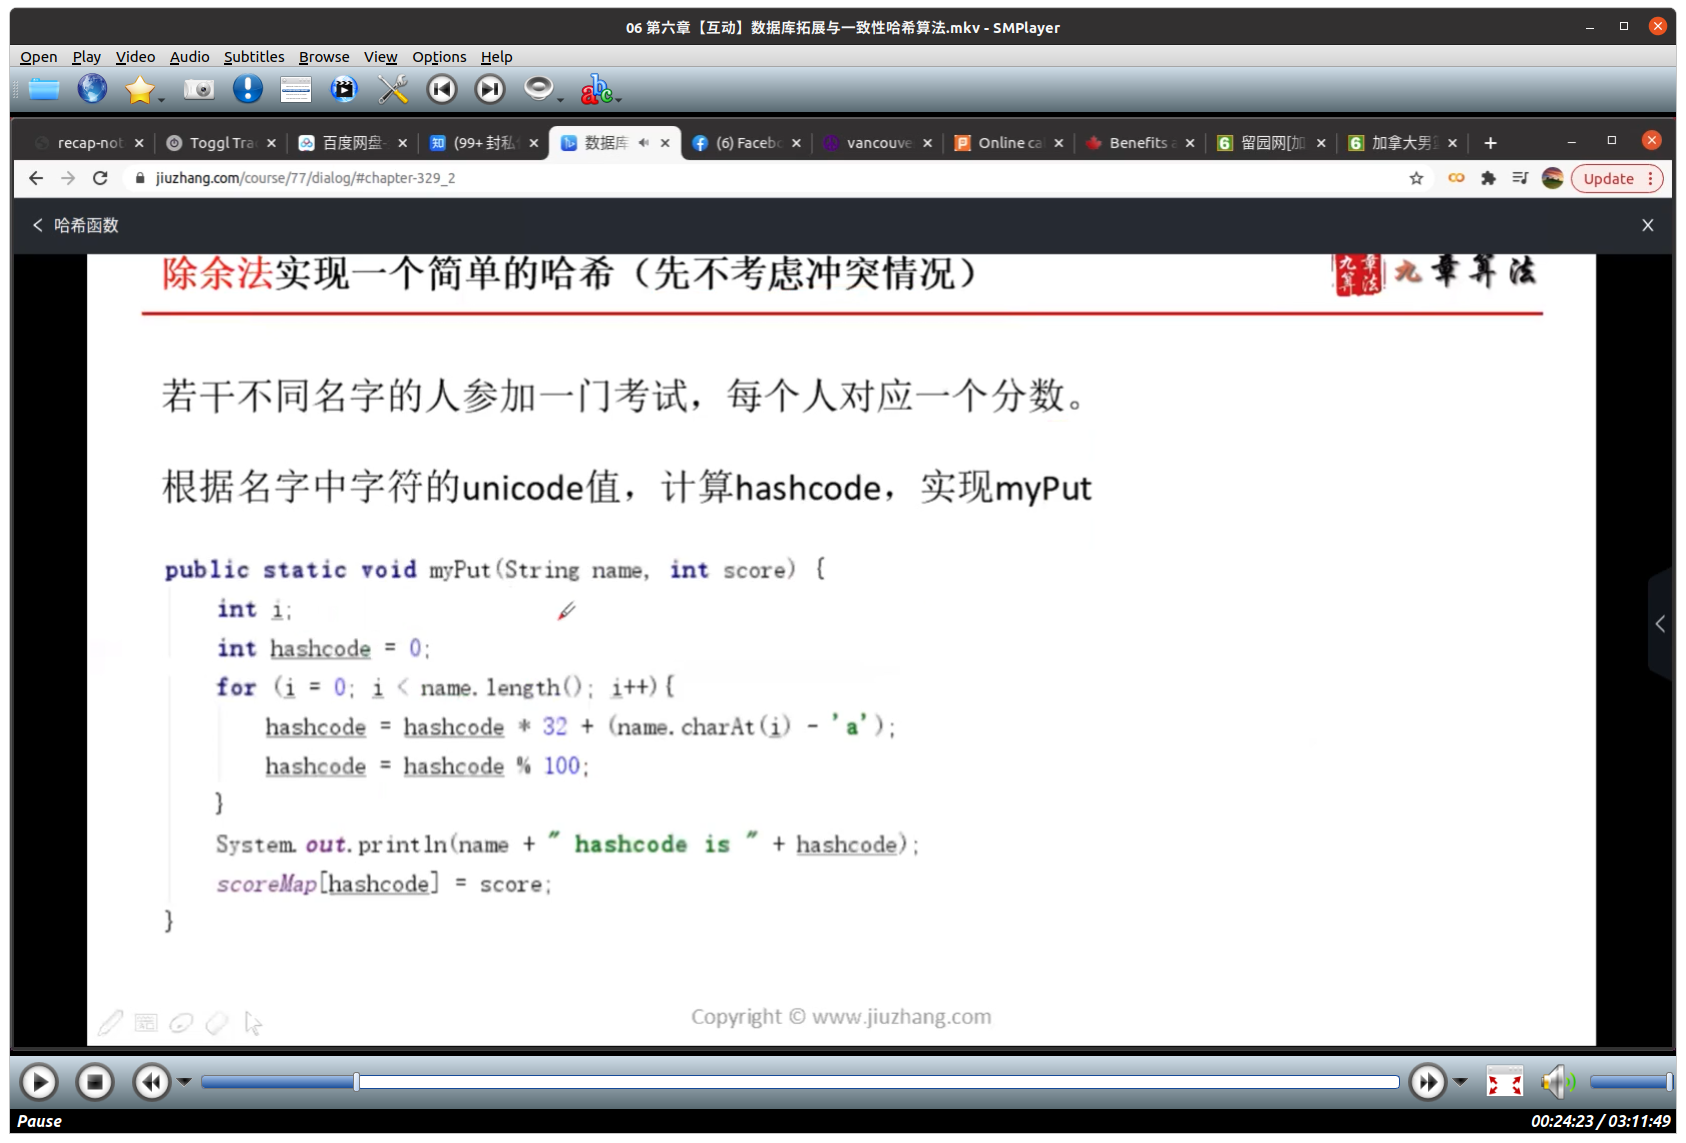 06 第六章【互动】数据库拓展与一致性哈希算法.mkv - SMPlayer
Open Play Video Audio Subtitles Browse View Options Help
recap-not Toggl Tra 百度网盘- (99+ 封私 数据库 (6) Facebo vancouve Online ca Benefits a 留园网[加 加拿大男
jiuzhang.com/course/77/dialog/#chapter-329_2 Update
哈希函数
除余法实现一个简单的哈希（先不考虑冲突情况） 九章算法 九章算法
若干不同名字的人参加一门考试，每个人对应一个分数。
根据名字中字符的unicode值，计算hashcode，实现myPut
public static void myPut(String name, int score) {
int i;
int hashcode = 0;
for (i = 0; i < name.length(); i++){
hashcode = hashcode * 32 + (name.charAt(i) - 'a');
hashcode = hashcode % 100;
}
System.out.println(name + " hashcode is " + hashcode);
scoreMap[hashcode] = score;
}
Copyright © www.jiuzhang.com
Pause 00:24:23 / 03:11:49